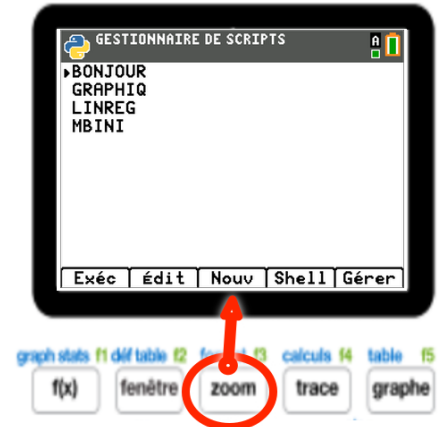 GESTIONNAIRE DE SCRIPTS A
BONJOUR
GRAPHIQ
LINREG
MBINI
Exéc édit Nouv Shell Gérer
graph stats f1 déf table f2 f3 calculs f4 table f5
f(x) fenêtre zoom trace graphe